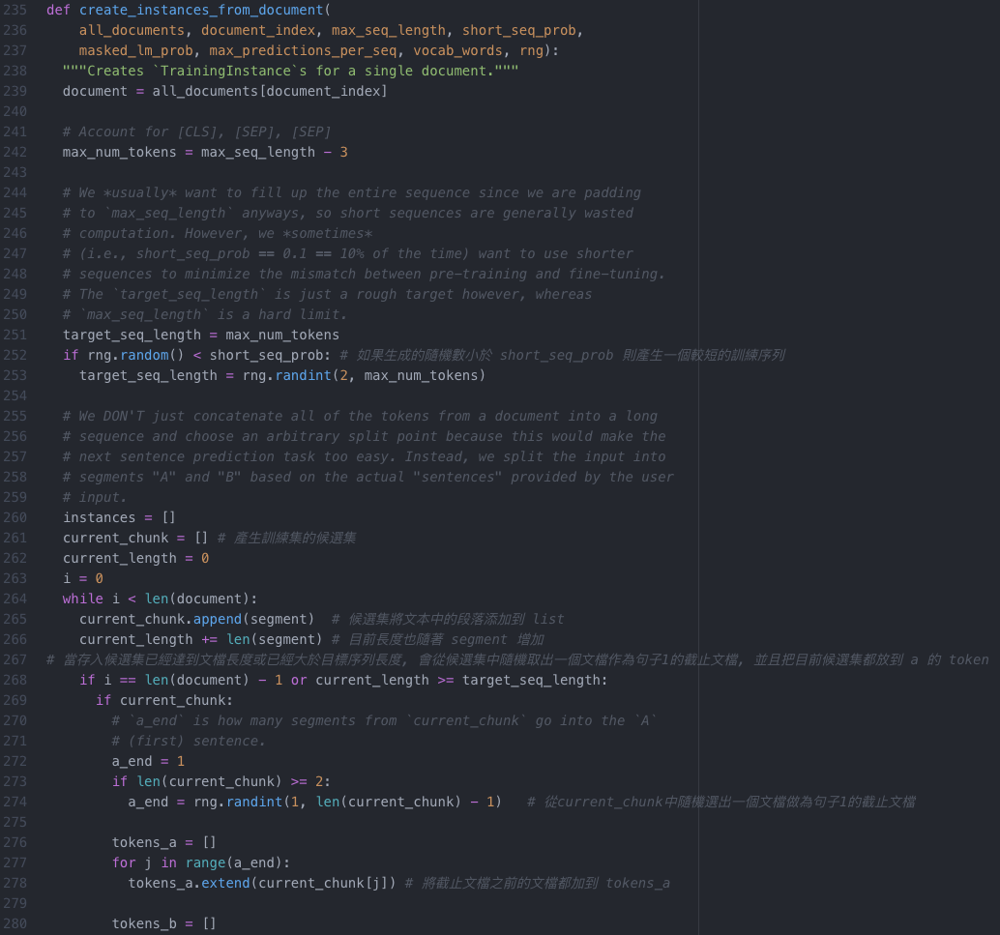 235 def create_instances_from_document(
236     all_documents, document_index, max_seq_length, short_seq_prob,
237     masked_lm_prob, max_predictions_per_seq, vocab_words, rng):
238   """Creates `TrainingInstance`s for a single document."""
239   document = all_documents[document_index]
240
241   # Account for [CLS], [SEP], [SEP]
242   max_num_tokens = max_seq_length - 3
243
244   # We *usually* want to fill up the entire sequence since we are padding
245   # to `max_seq_length` anyways, so short sequences are generally wasted
246   # computation. However, we *sometimes*
247   # (i.e., short_seq_prob == 0.1 == 10% of the time) want to use shorter
248   # sequences to minimize the mismatch between pre-training and fine-tuning.
249   # The `target_seq_length` is just a rough target however, whereas
250   # `max_seq_length` is a hard limit.
251   target_seq_length = max_num_tokens
252   if rng.random() < short_seq_prob: # 如果生成的隨機數小於 short_seq_prob 則產生一個較短的訓練序列
253     target_seq_length = rng.randint(2, max_num_tokens)
254
255   # We DON'T just concatenate all of the tokens from a document into a long
256   # sequence and choose an arbitrary split point because this would make the
257   # next sentence prediction task too easy. Instead, we split the input into
258   # segments "A" and "B" based on the actual "sentences" provided by the user
259   # input.
260   instances = []
261   current_chunk = [] # 產生訓練集的候選集
262   current_length = 0
263   i = 0
264   while i < len(document):
265     current_chunk.append(segment)  # 候選集將文本中的段落添加到 list
266     current_length += len(segment) # 目前長度也隨著 segment 增加
267 # 當存入候選集已經達到文檔長度或已經大於目標序列長度, 會從候選集中隨機取出一個文檔作為句子1的截止文檔, 並且把目前候選集都放到 a 的 token
268     if i == len(document) - 1 or current_length >= target_seq_length:
269       if current_chunk:
270         # `a_end` is how many segments from `current_chunk` go into the `A`
271         # (first) sentence.
272         a_end = 1
273         if len(current_chunk) >= 2:
274           a_end = rng.randint(1, len(current_chunk) - 1)   # 從current_chunk中隨機選出一個文檔做為句子1的截止文檔
275
276         tokens_a = []
277         for j in range(a_end):
278           tokens_a.extend(current_chunk[j]) # 將截止文檔之前的文檔都加到 tokens_a
279
280         tokens_b = []